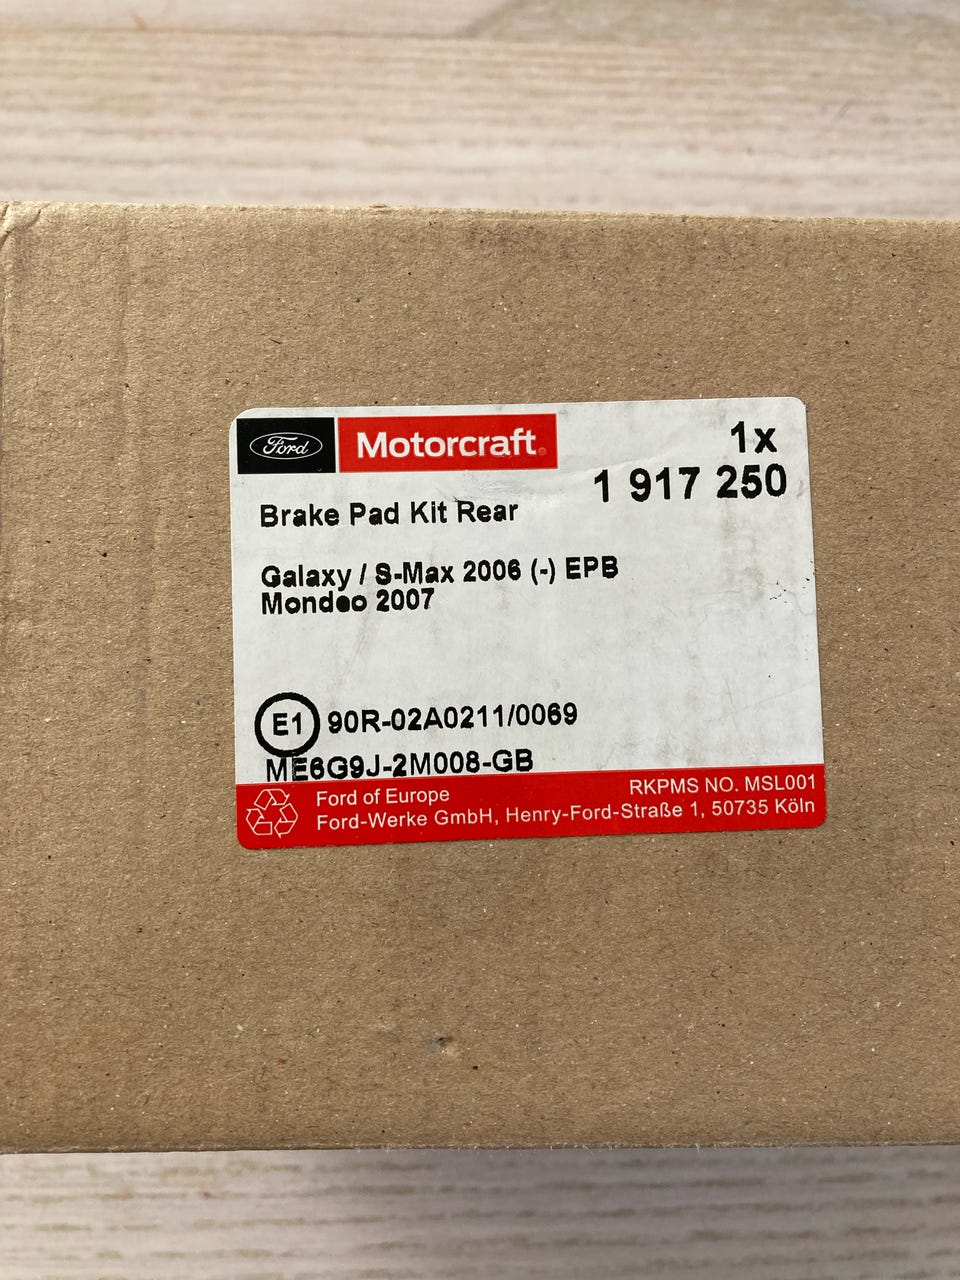 Ford Motorcraft
1x
1 917 250
Brake Pad Kit Rear
Galaxy / S-Max 2006 (-) EPB
Mondeo 2007
E1 90R-02A0211/0069
ME6G9J-2M008-GB
Ford of Europe RKPMS NO. MSL001
Ford-Werke GmbH, Henry-Ford-Straße 1, 50735 Köln